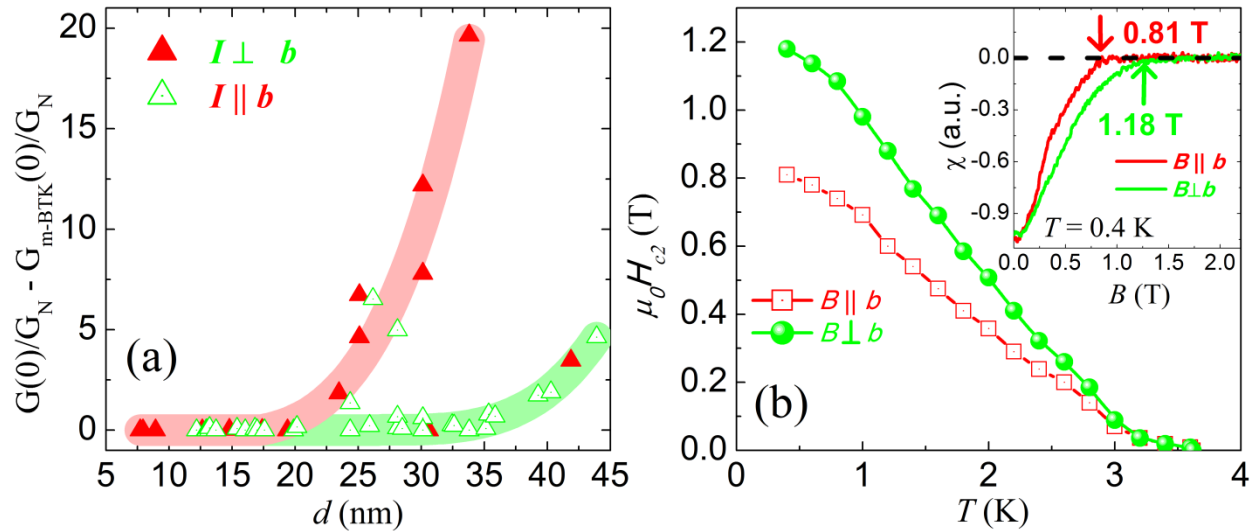 G(0)/G_N - G_m-BTK(0)/G_N
20
15
10
5
0
I ⊥ b
I || b
(a)
5 10 15 20 25 30 35 40 45
d (nm)
μ0Hc2 (T)
1.2
1.0
0.8
0.6
0.4
0.2
0.0
B || b
B⊥b
(b)
0 1 2 3 4
T (K)
χ (a.u.)
0.0
-0.3
-0.6
-0.9
0.81 T
1.18 T
B || b
B⊥b
T = 0.4 K
0.0 0.5 1.0 1.5 2.0
B (T)